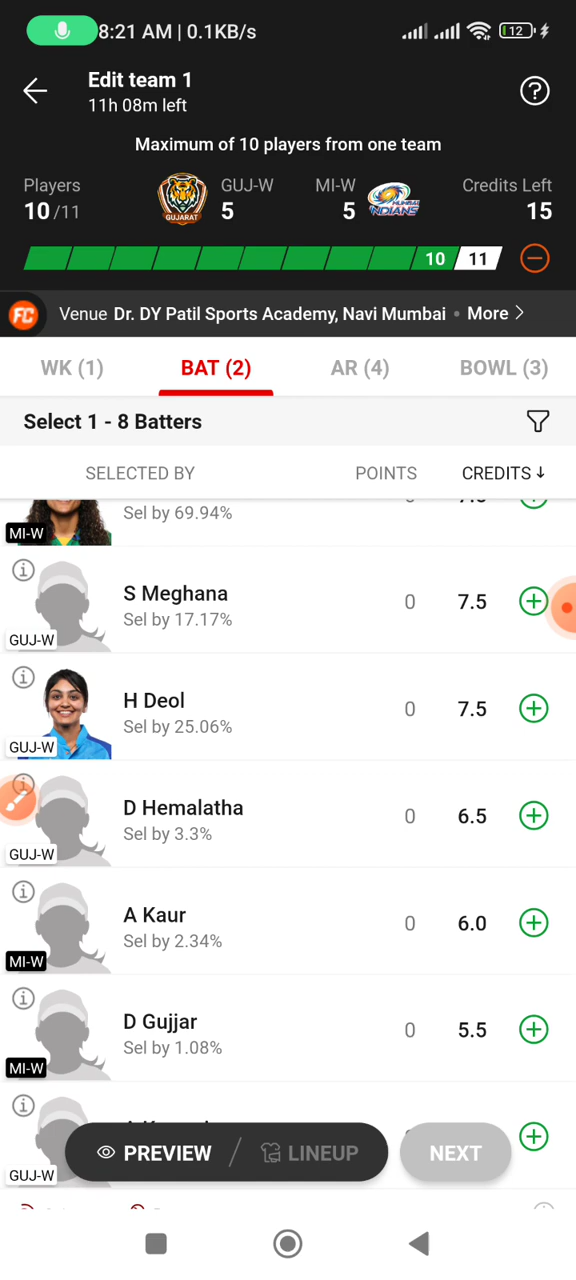 8:21 AM | 0.1KB/s
12
Edit team 1
11h 08m left
?
Maximum of 10 players from one team
Players
10/11
GUJARAT
GUJ-W
5
MI-W
5
MUMBAI INDIANS
Credits Left
15
10
11
FC
Venue Dr. DY Patil Sports Academy, Navi Mumbai • More >
WK (1)
BAT (2)
AR (4)
BOWL (3)
Select 1 - 8 Batters
SELECTED BY
POINTS
CREDITS↓
Sel by 69.94%
MI-W
S Meghana
Sel by 17.17%
0
7.5
GUJ-W
H Deol
Sel by 25.06%
0
7.5
GUJ-W
D Hemalatha
Sel by 3.3%
0
6.5
GUJ-W
A Kaur
Sel by 2.34%
0
6.0
MI-W
D Gujjar
Sel by 1.08%
0
5.5
MI-W
GUJ-W
PREVIEW / LINEUP
NEXT